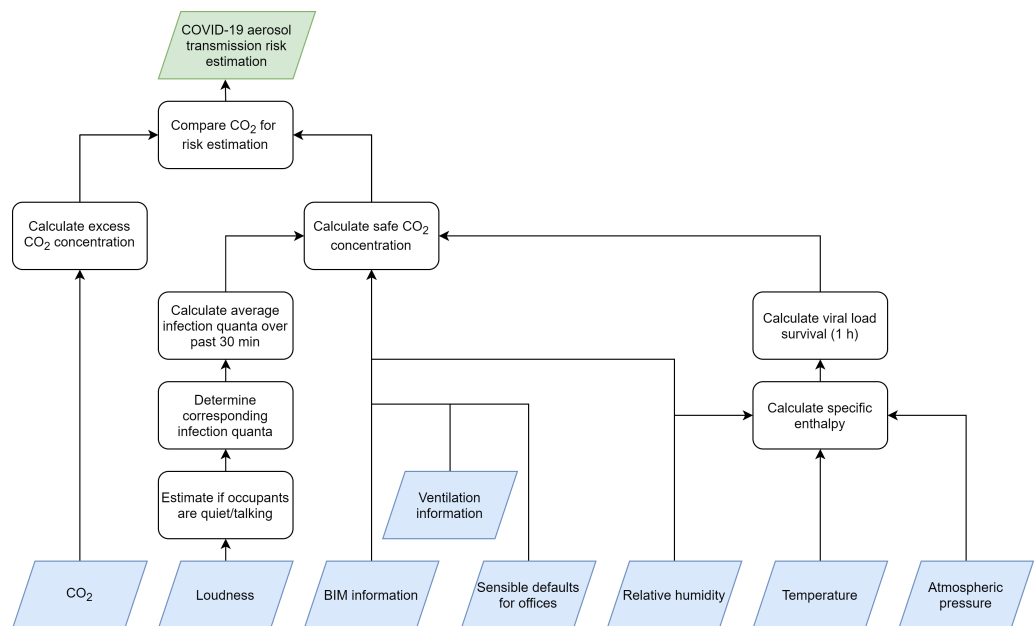 COVID-19 aerosol
transmission risk
estimation
Compare CO₂ for
risk estimation
Calculate excess
CO₂ concentration
Calculate safe CO₂
concentration
Calculate average
infection quanta over
past 30 min
Calculate viral load
survival (1 h)
Determine
corresponding
infection quanta
Calculate specific
enthalpy
Estimate if occupants
are quiet/talking
Ventilation
information
CO₂
Loudness
BIM information
Sensible defaults
for offices
Relative humidity
Temperature
Atmospheric
pressure